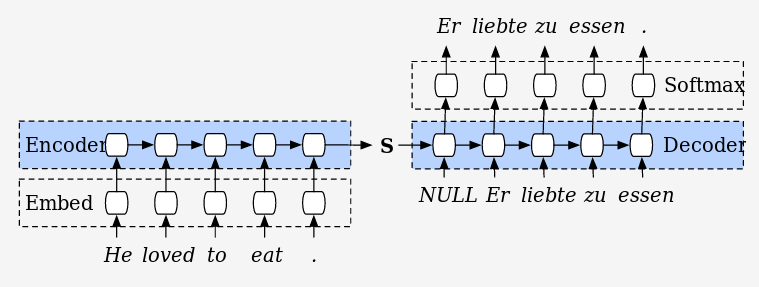 Er liebte zu essen .
Softmax
Encoder
S
Decoder
Embed
NULL Er liebte zu essen
He loved to eat .